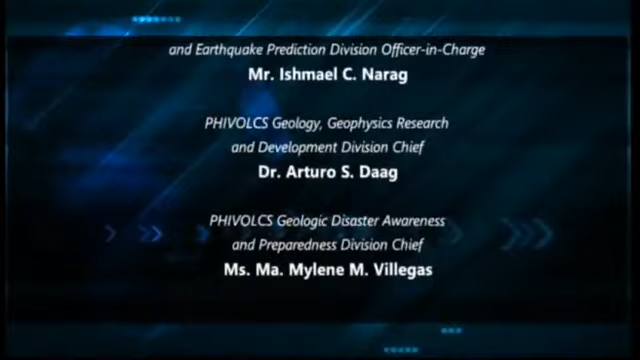 and Earthquake Prediction Division Officer-in-Charge
Mr. Ishmael C. Narag
PHIVOLCS Geology, Geophysics Research
and Development Division Chief
Dr. Arturo S. Daag
PHIVOLCS Geologic Disaster Awareness
and Preparedness Division Chief
Ms. Ma. Mylene M. Villegas